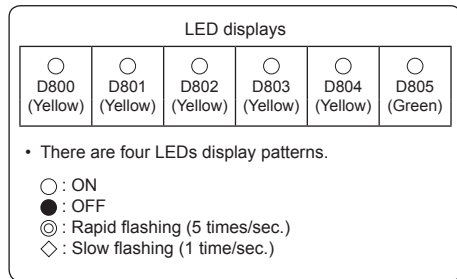 LED displays
D800 D801 D802 D803 D804 D805
(Yellow) (Yellow) (Yellow) (Yellow) (Yellow) (Green)
• There are four LEDs display patterns.
○ : ON
● : OFF
◎ : Rapid flashing (5 times/sec.)
◇ : Slow flashing (1 time/sec.)